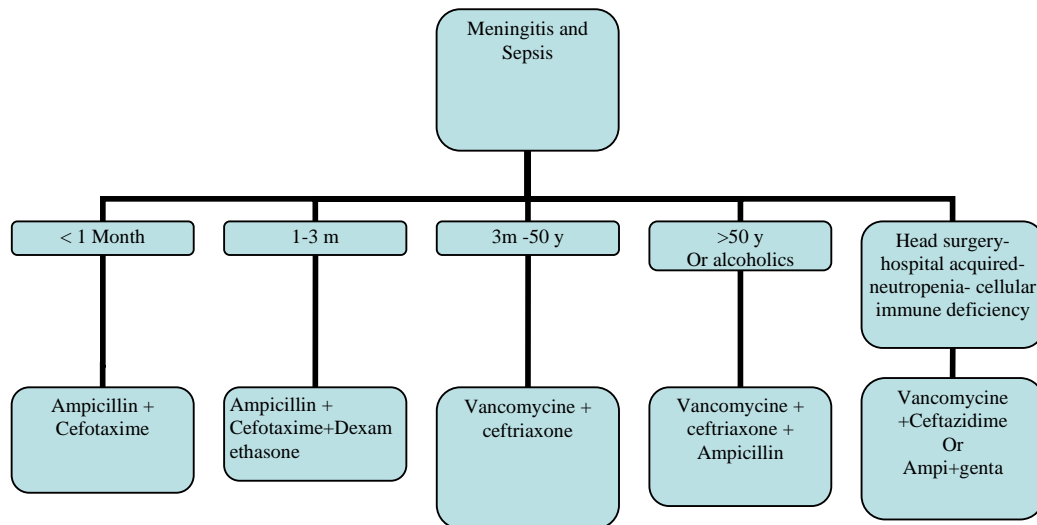 Meningitis and
Sepsis
< 1 Month
1-3 m
3m -50 y
>50 y
Or alcoholics
Head surgery-
hospital acquired-
neutropenia- cellular
immune deficiency
Ampicillin +
Cefotaxime
Ampicillin +
Cefotaxime+Dexam
ethasone
Vancomycine +
ceftriaxone
Vancomycine +
ceftriaxone +
Ampicillin
Vancomycine
+Ceftazidime
Or
Ampi+genta